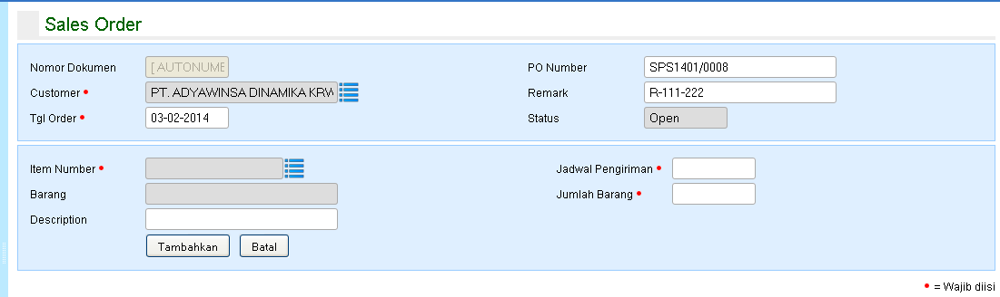 Sales Order
Nomor Dokumen [ AUTONUME PO Number SPS1401/0008
Customer • PT. ADYAWINSA DINAMIKA KRW Remark R-111-222
Tgl Order • 03-02-2014 Status Open
Item Number • Jadwal Pengiriman •
Barang Jumlah Barang •
Description
Tambahkan Batal
• = Wajib diisi